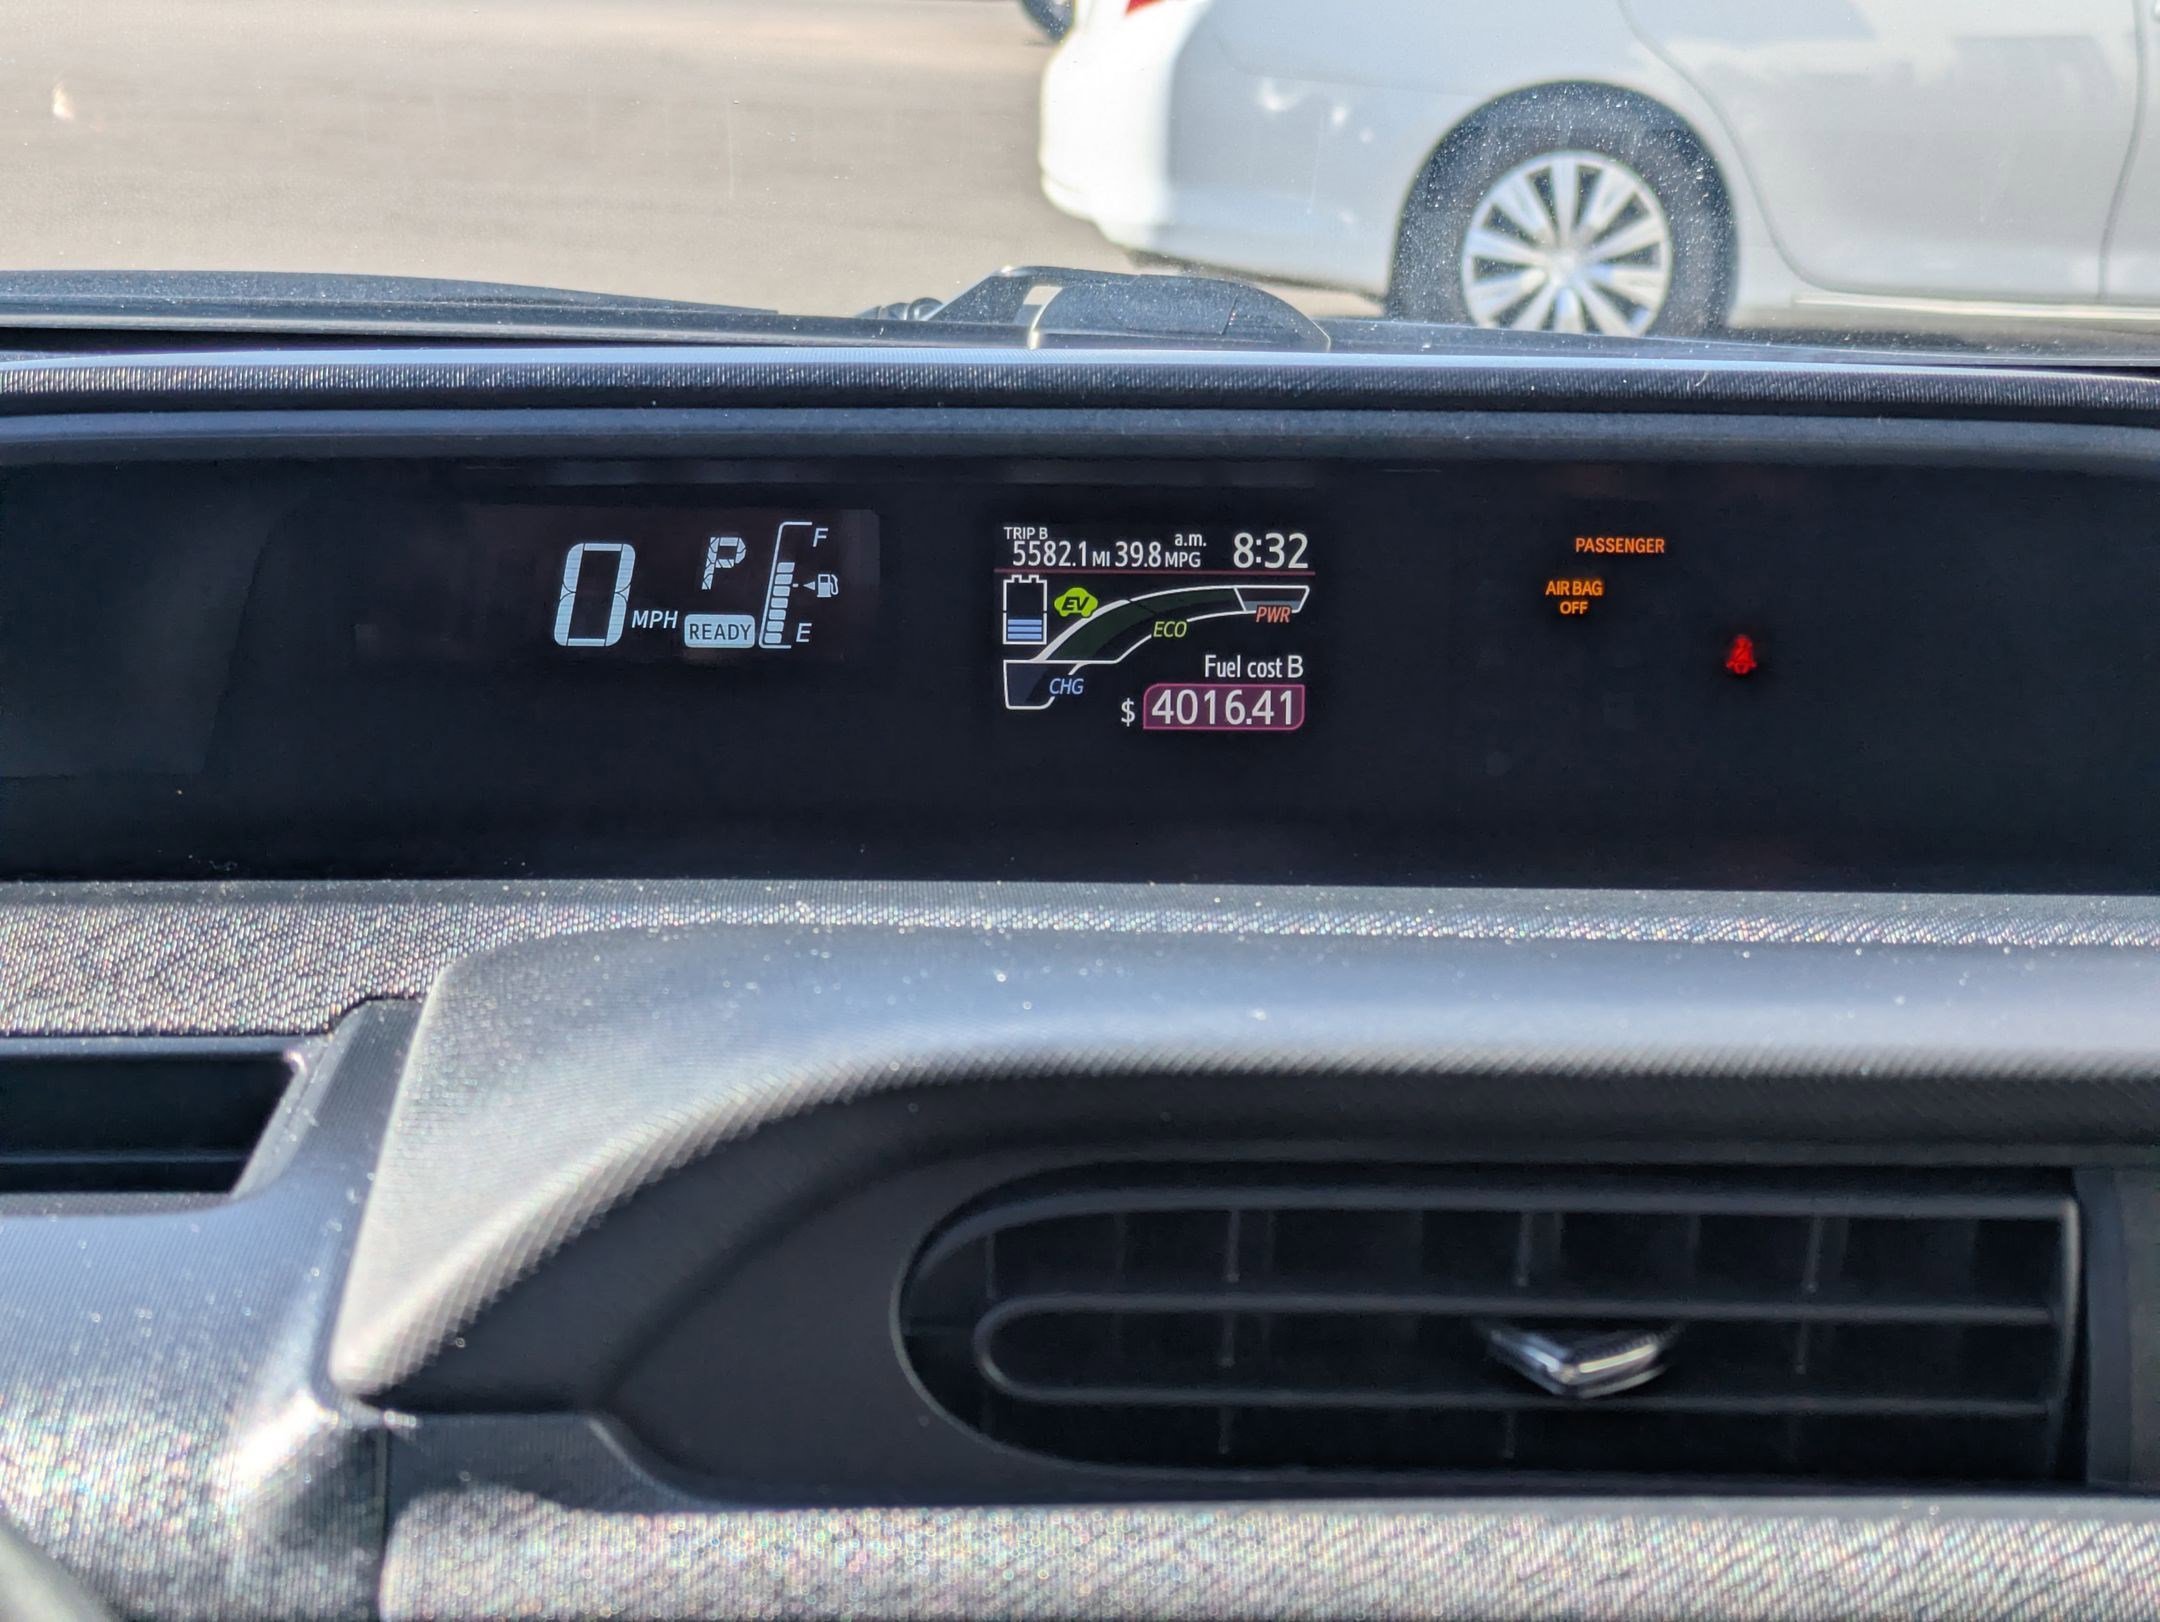 0 MPH
P
READY
F
E
TRIP B
5582.1 MI 39.8 MPG
a.m. 8:32
EV
ECO
PWR
CHG
Fuel cost B
$ 4016.41
PASSENGER
AIR BAG
OFF